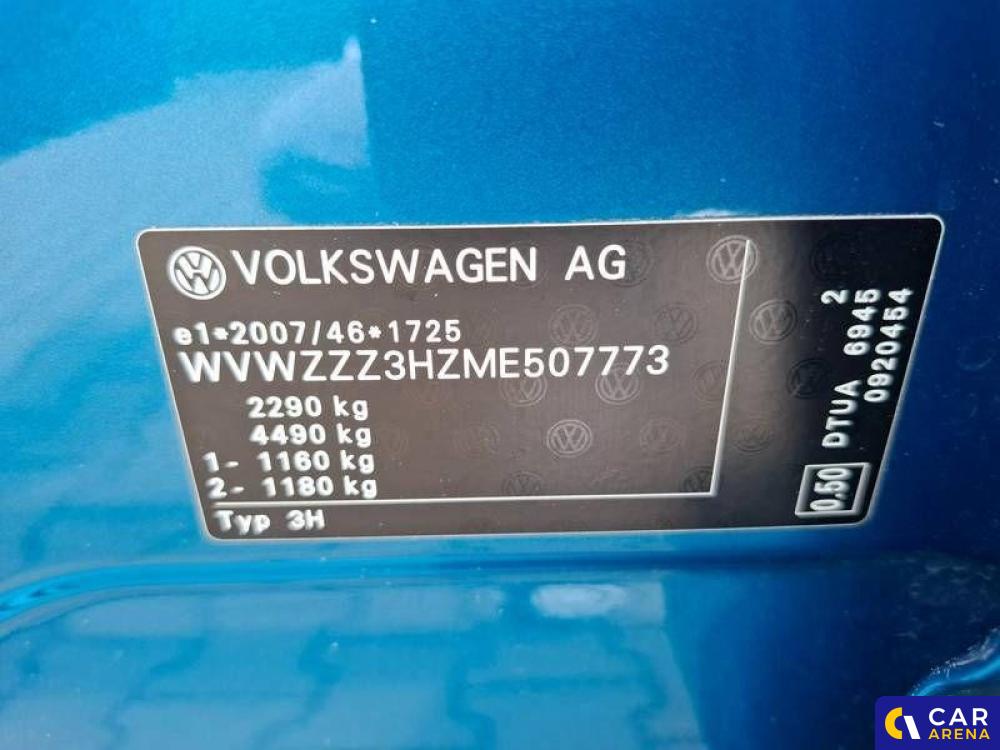 VOLKSWAGEN AG
e1*2007/46*1725
WVWZZZ3HZME507773
2290 kg
4490 kg
1- 1160 kg
2- 1180 kg
Typ 3H
0.50 DTUA 6945 2
0920454
CAR
ARENA